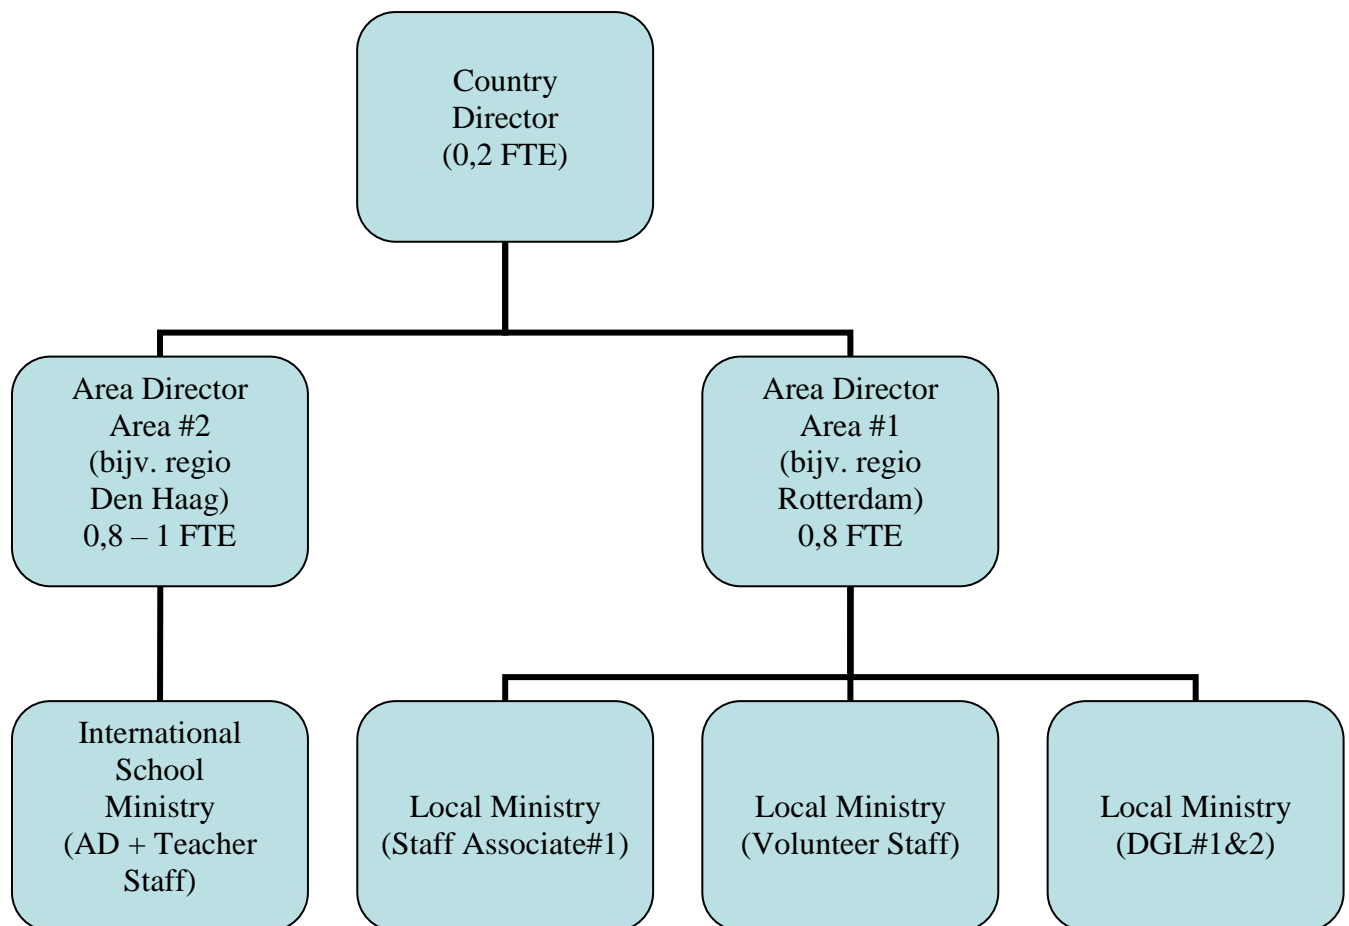 Country
Director
(0,2 FTE)
Area Director
Area #2
(bijv. regio
Den Haag)
0,8 – 1 FTE
Area Director
Area #1
(bijv. regio
Rotterdam)
0,8 FTE
International
School
Ministry
(AD + Teacher
Staff)
Local Ministry
(Staff Associate#1)
Local Ministry
(Volunteer Staff)
Local Ministry
(DGL#1&2)